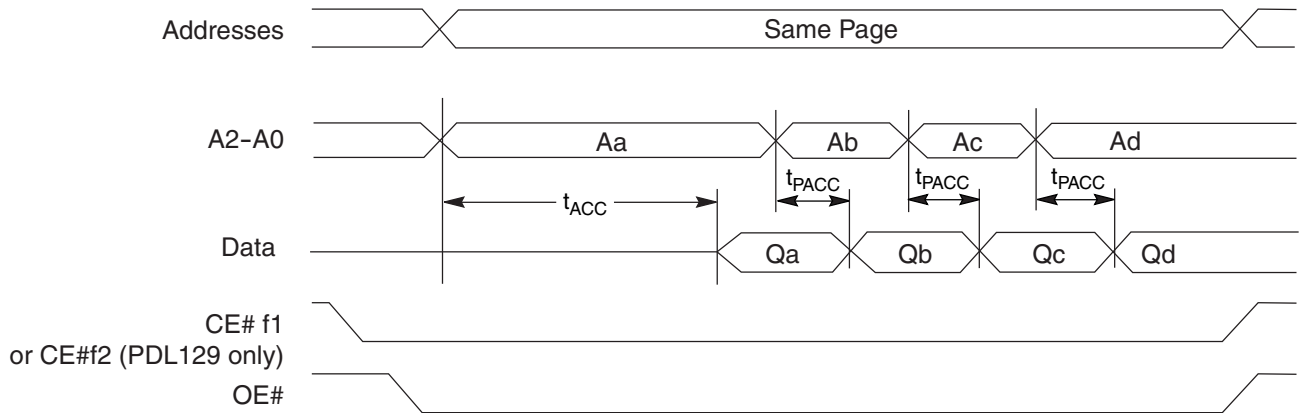 Addresses
Same Page
A2-A0
Aa
Ab
Ac
Ad
tACC
tPACC
tPACC
tPACC
Data
Qa
Qb
Qc
Qd
CE# f1
or CE#f2 (PDL129 only)
OE#